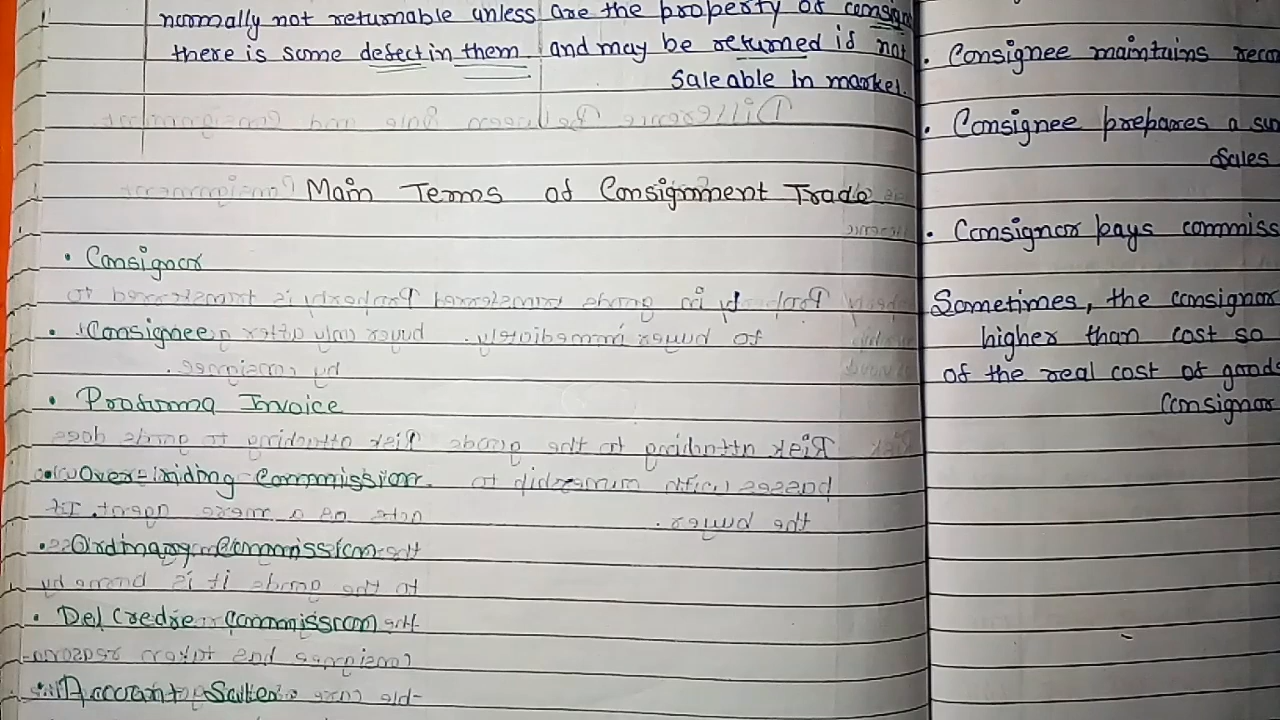 normally not returnable unless are the property of consign
there is some defect in them and may be returned is not
saleable in market.
Main Terms of Consignment Trade
• Consignor
• Consignee
• Proforma Invoice
• Over-riding Commission
• Ordinary Commission
• Del Credre Commission
• Account Sales
• Consignee maintains reco
• Consignee prepares a su
Sales
• Consignor pays commiss
Sometimes, the consignor
higher than cost so
of the real cost of goods
Consignor